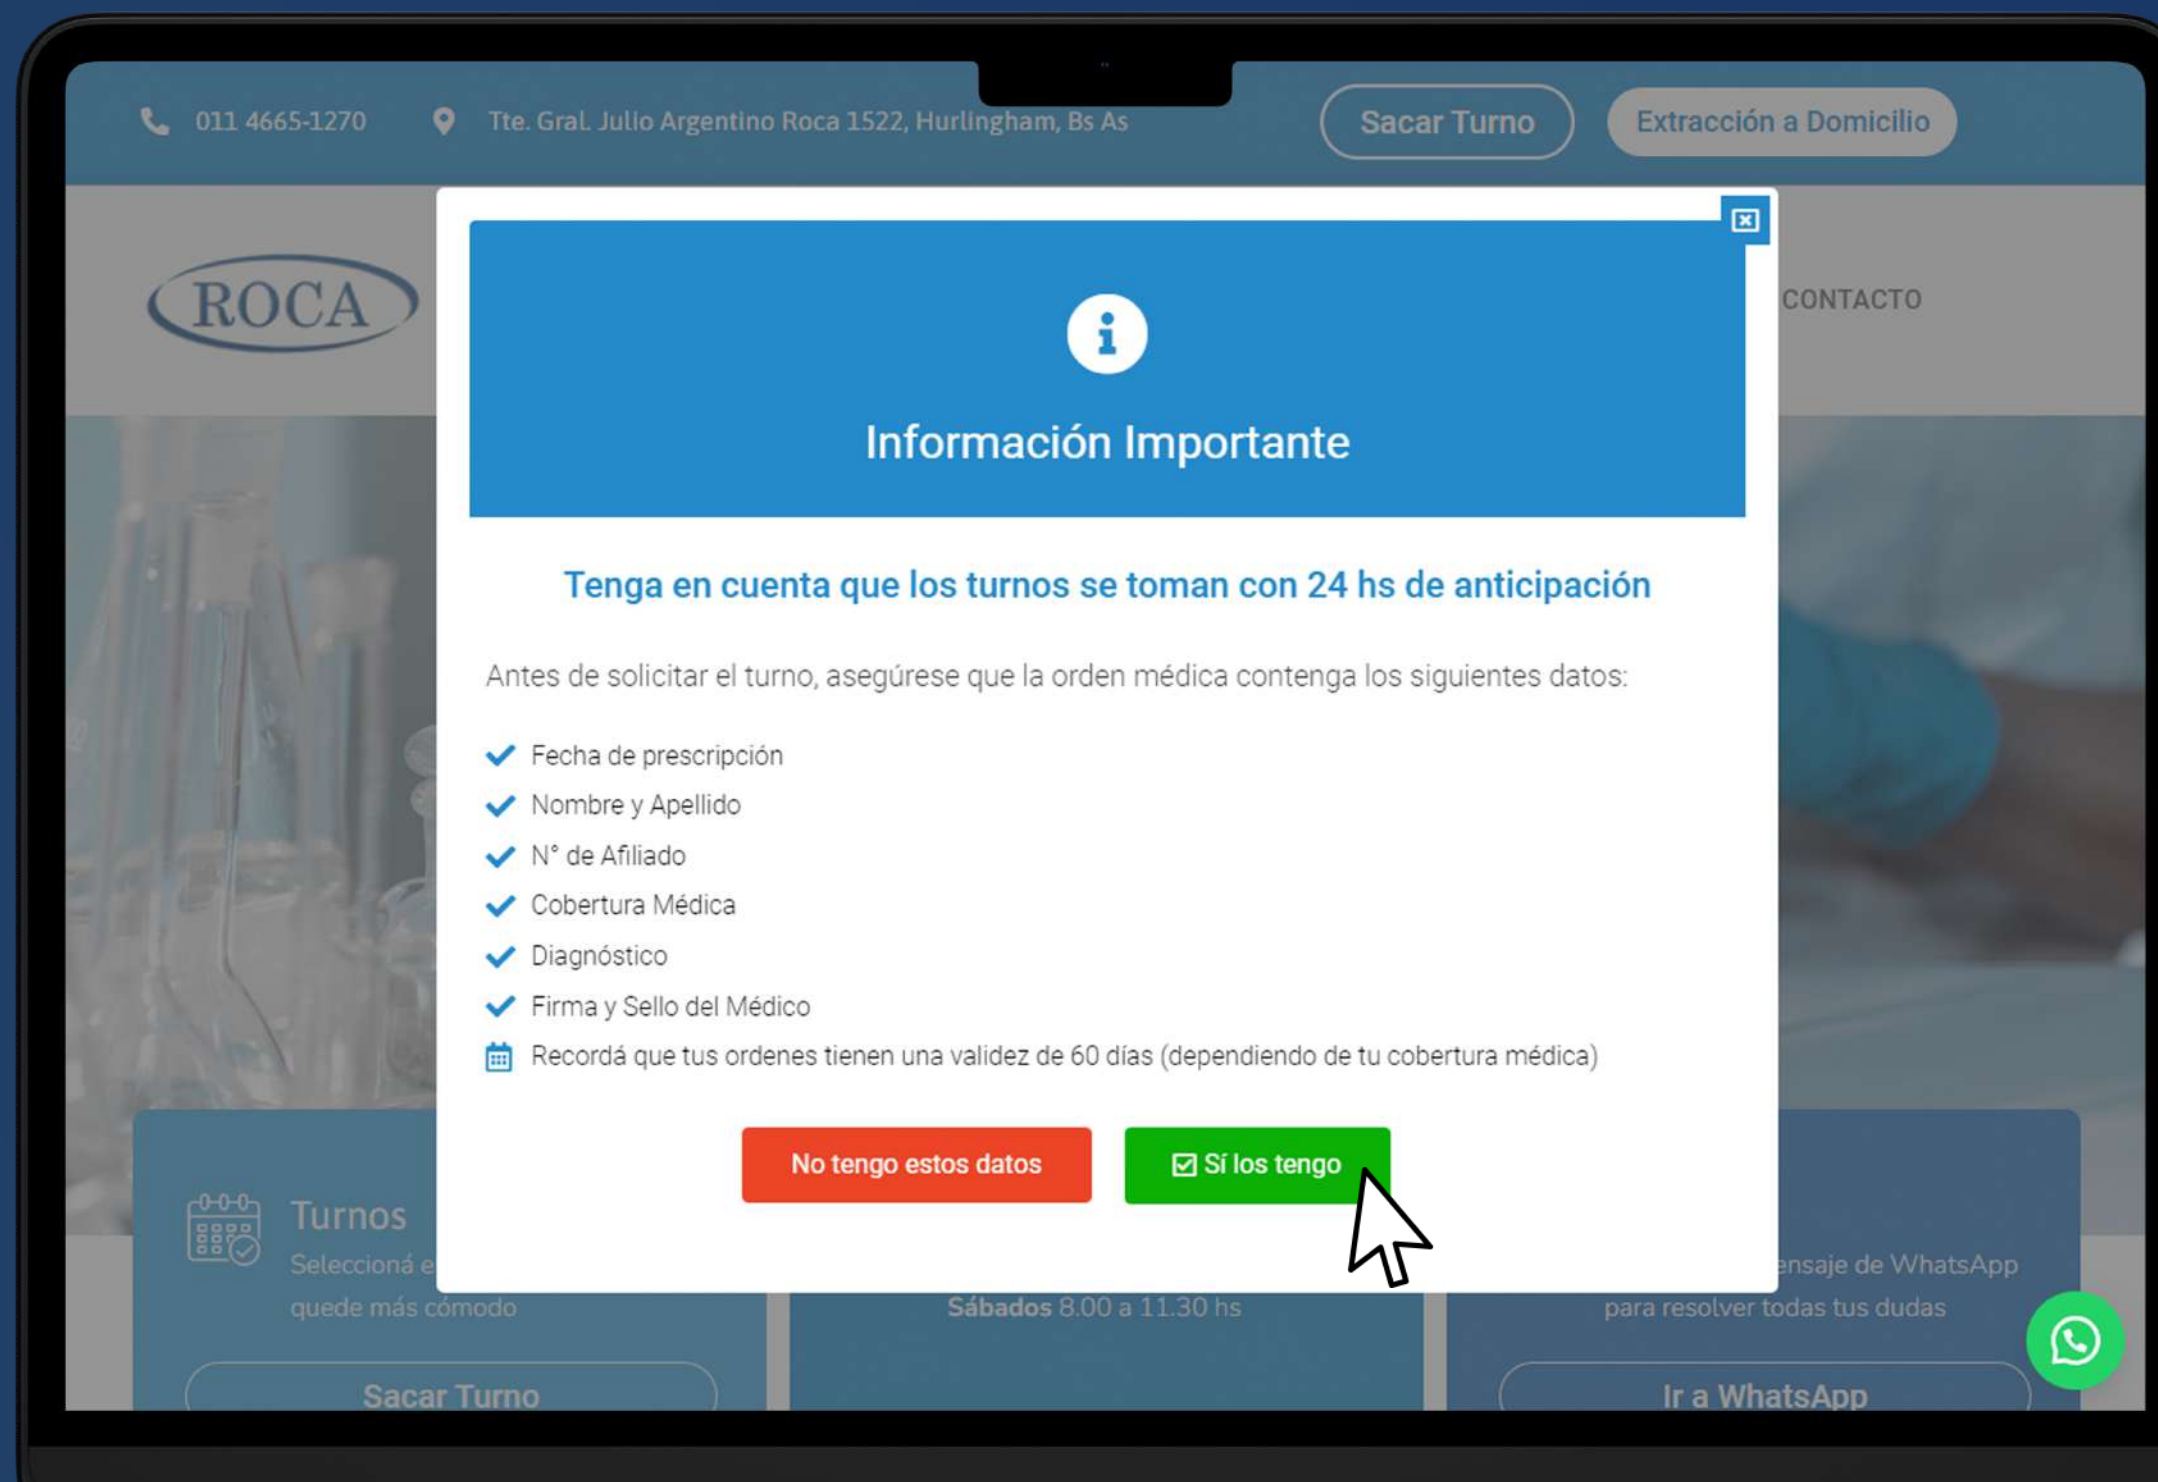 011 4665-1270
Tte. Gral. Julio Argentino Roca 1522, Hurlingham, Bs As
Sacar Turno
Extracción a Domicilio
ROCA
CONTACTO
Información Importante
Tenga en cuenta que los turnos se toman con 24 hs de anticipación
Antes de solicitar el turno, asegúrese que la orden médica contenga los siguientes datos:
Fecha de prescripción
Nombre y Apellido
N° de Afiliado
Cobertura Médica
Diagnóstico
Firma y Sello del Médico
Recordá que tus ordenes tienen una validez de 60 días (dependiendo de tu cobertura médica)
No tengo estos datos
Sí los tengo
Turnos
Seleccioná
quede más cómodo
Sacar Turno
Sábados 8.00 a 11.30 hs
de WhatsApp
para resolver todas tus dudas
Ir a WhatsApp